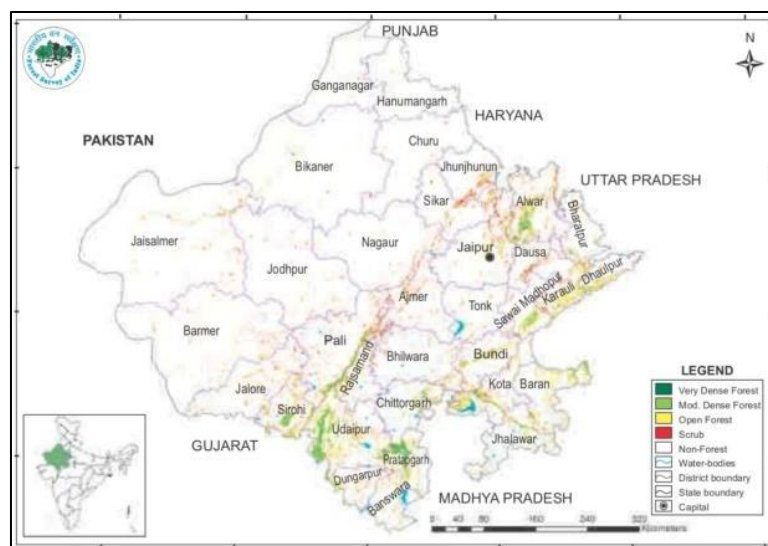 PUNJAB
N
Ganganagar
Hanumangarh
HARYANA
PAKISTAN
Churu
Bikaner
Jhunjhunun
UTTAR PRADESH
Sikar
Alwar
Bharatpur
Jaisalmer
Nagaur
Jaipur
Dausa
Jodhpur
Ajmer
Tonk
Sawai Madhopur
Karauli
Dhaulpur
Barmer
Pali
Rajsamand
Bhilwara
Bundi
LEGEND
Kota
Baran
Very Dense Forest
Jalore
Mod. Dense Forest
Sirohi
Chittorgarh
Open Forest
Scrub
GUJARAT
Udaipur
Jhalawar
Non-Forest
Pratapgarh
Water-bodies
Dungarpur
District boundary
Banswara
State boundary
MADHYA PRADESH
Capital
0 40 80 160 240 320
Kilometers